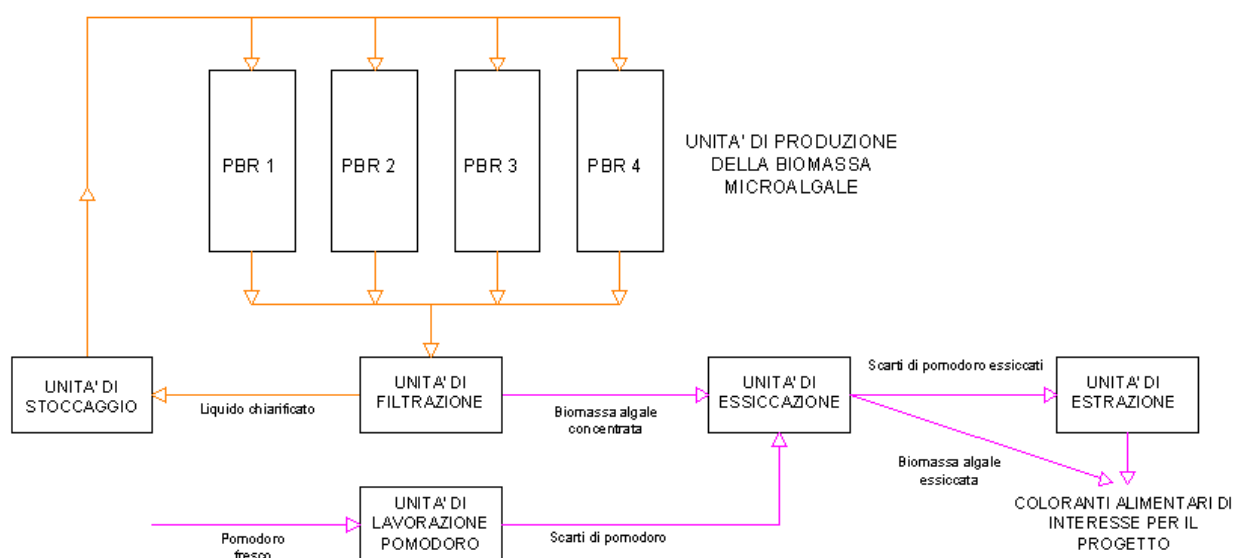 PBR 1
PBR 2
PBR 3
PBR 4
UNITA' DI PRODUZIONE
DELLA BIOMASSA
MICROALGALE
UNITA' DI
STOCCAGGIO
Liquido chiarificato
UNITA' DI
FILTRAZIONE
Biomassa algale
concentrata
UNITA' DI
ESSICCAZIONE
Scarti di pomodoro essiccati
UNITA' DI
ESTRAZIONE
Biomassa algale
essiccata
COLORANTI ALIMENTARI DI
INTERESSE PER IL
PROGETTO
Pomodoro
fresco
UNITA' DI
LAVORAZIONE
POMODORO
Scarti di pomodoro